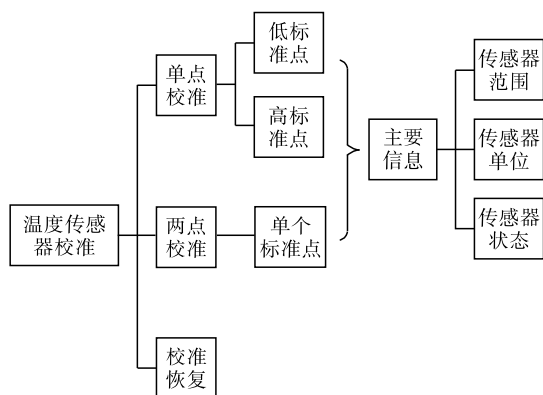 温度传感
器校准
单点
校准
低标
准点
高标
准点
两点
校准
单个
标准点
校准
恢复
主要
信息
传感器
范围
传感器
单位
传感器
状态